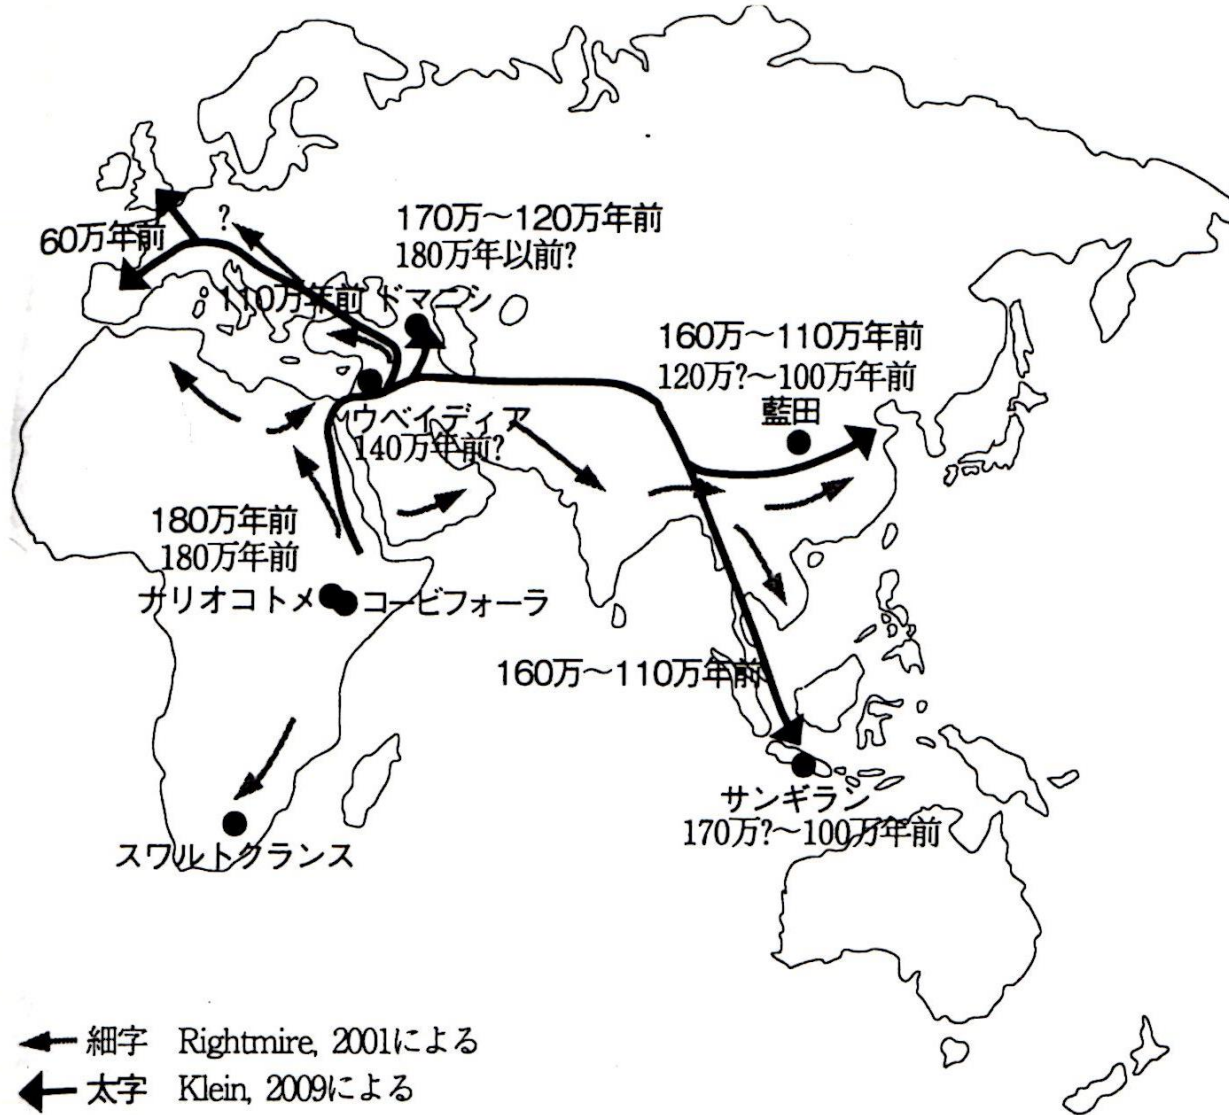 ?
60万年前
170万～120万年前
180万年以前?
110万年前 ドマニシ
160万～110万年前
120万?～100万年前
藍田
ウベイディア
140万年前?
180万年前
180万年前
ナリオコトメ
コービフォーラ
160万～110万年前
サンギラン
170万?～100万年前
スワルトクランス
細字 Rightmire, 2001による
太字 Klein, 2009による